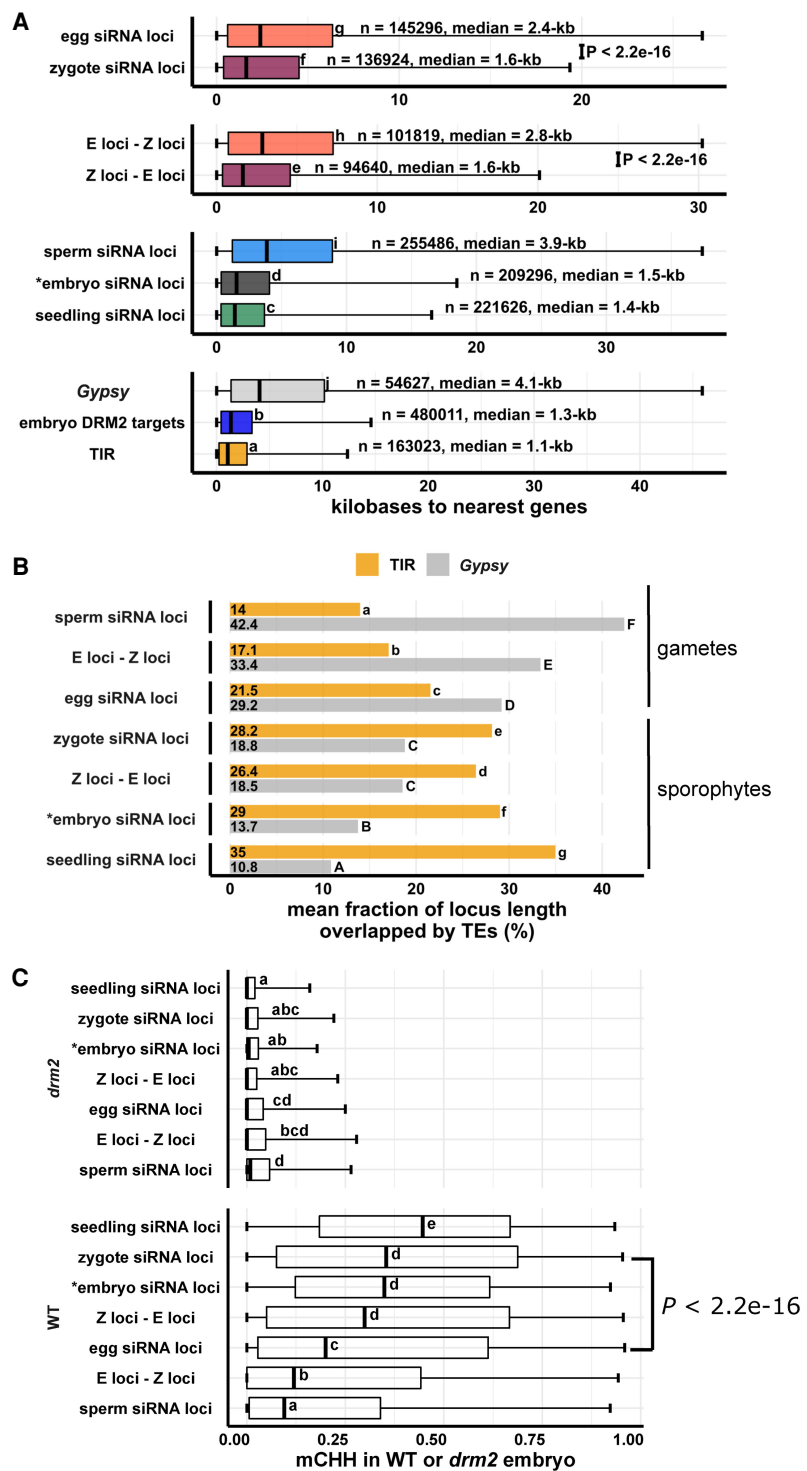 A
egg siRNA loci
g n = 145296, median = 2.4-kb
P < 2.2e-16
zygote siRNA loci
f n = 136924, median = 1.6-kb
0 10 20
E loci - Z loci
h n = 101819, median = 2.8-kb
P < 2.2e-16
Z loci - E loci
e n = 94640, median = 1.6-kb
0 10 20 30
sperm siRNA loci
i n = 255486, median = 3.9-kb
*embryo siRNA loci
d n = 209296, median = 1.5-kb
seedling siRNA loci
c n = 221626, median = 1.4-kb
0 10 20 30
Gypsy
j n = 54627, median = 4.1-kb
embryo DRM2 targets
b n = 480011, median = 1.3-kb
TIR
a n = 163023, median = 1.1-kb
0 10 20 30 40
kilobases to nearest genes
B
TIR Gypsy
sperm siRNA loci
14 a
42.4 F
E loci - Z loci
17.1 b
33.4 E
egg siRNA loci
21.5 c
29.2 D
gametes
zygote siRNA loci
28.2 e
18.8 C
Z loci - E loci
26.4 d
18.5 C
*embryo siRNA loci
29 f
13.7 B
seedling siRNA loci
35 g
10.8 A
sporophytes
0 10 20 30 40
mean fraction of locus length
overlapped by TEs (%)
C
drm2
seedling siRNA loci a
zygote siRNA loci abc
*embryo siRNA loci ab
Z loci - E loci abc
egg siRNA loci cd
E loci - Z loci bcd
sperm siRNA loci d
WT
seedling siRNA loci e
zygote siRNA loci d
*embryo siRNA loci d
Z loci - E loci d
egg siRNA loci c
E loci - Z loci b
sperm siRNA loci a
P < 2.2e-16
0.00 0.25 0.50 0.75 1.00
mCHH in WT or drm2 embryo